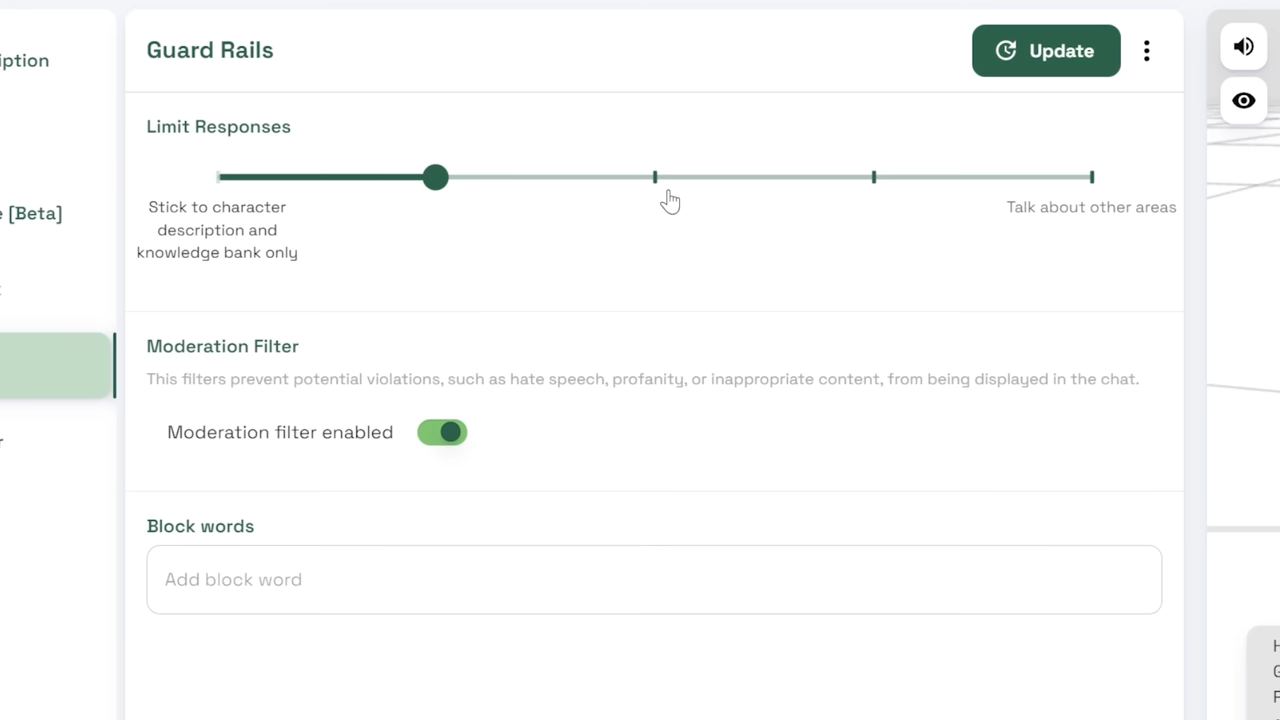 iption
e [Beta]
Guard Rails
Update
Limit Responses
Stick to character
description and
knowledge bank only
Talk about other areas
Moderation Filter
This filters prevent potential violations, such as hate speech, profanity, or inappropriate content, from being displayed in the chat.
Moderation filter enabled
Block words
Add block word